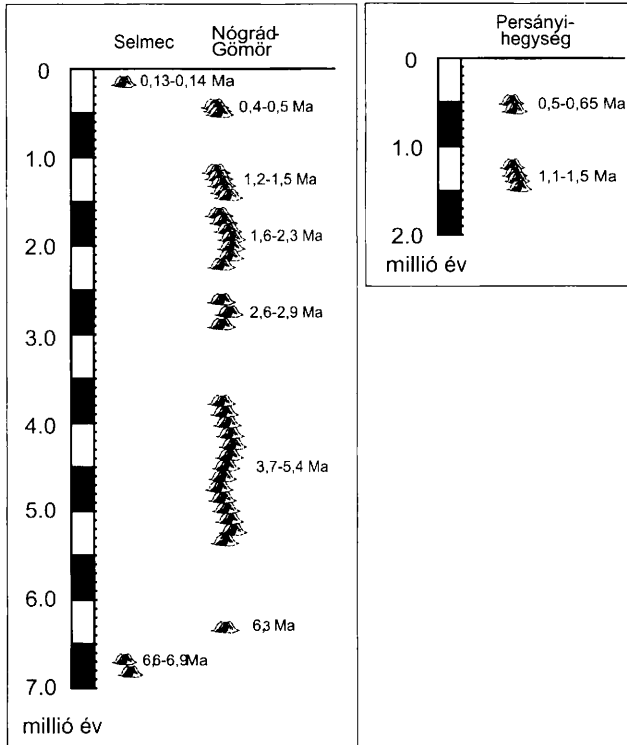 Selmec
Nógrád-
Gömör
0
0,13-0,14 Ma
0,4-0,5 Ma
1.0
1,2-1,5 Ma
1,6-2,3 Ma
2.0
2,6-2,9 Ma
3.0
4.0
3,7-5,4 Ma
5.0
6.0
6,3 Ma
6,6-6,9 Ma
7.0
millió év
Persányi-
hegység
0
0,5-0,65 Ma
1.0
1,1-1,5 Ma
2.0
millió év